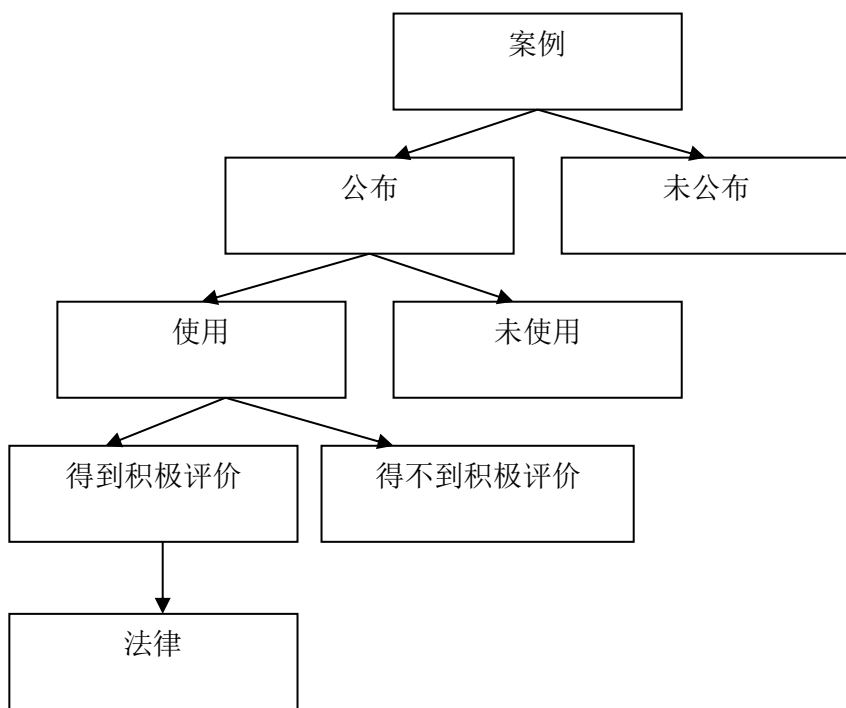 案例
公布
未公布
使用
未使用
得到积极评价
得不到积极评价
法律